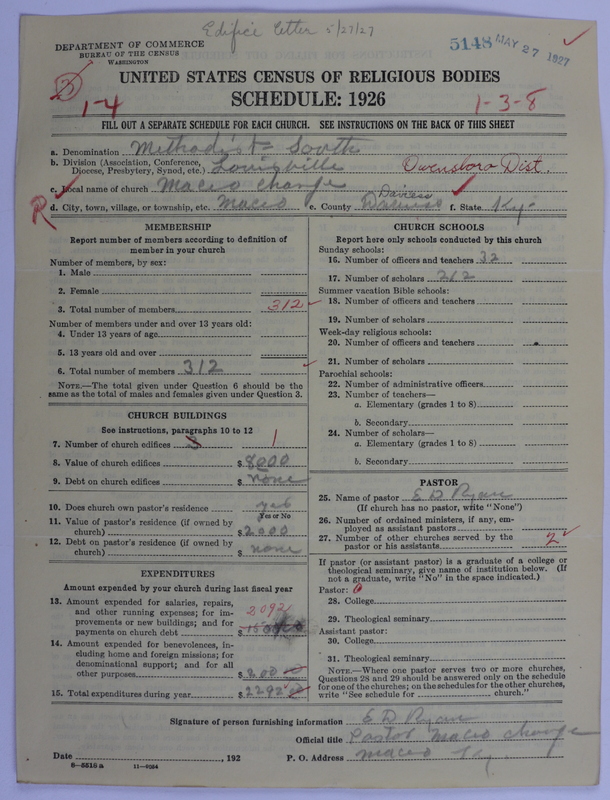 Edifice letter 5/27/27
DEPARTMENT OF COMMERCE
BUREAU OF THE CENSUS
WASHINGTON
5148 MAY 27 1927
3
1-4
UNITED STATES CENSUS OF RELIGIOUS BODIES
SCHEDULE: 1926
1-3-8
FILL OUT A SEPARATE SCHEDULE FOR EACH CHURCH. SEE INSTRUCTIONS ON THE BACK OF THIS SHEET
a. Denomination Methodist South
b. Division (Association, Conference,
Diocese, Presbytery, Synod, etc.) Louisville Owensboro Dist.
c. Local name of church Maceo charge
R d. City, town, village, or township, etc. Maceo e. County Daviess Daviess f. State Ky-
MEMBERSHIP
Report number of members according to definition of
member in your church
Number of members, by sex:
1. Male
2. Female
3. Total number of members 312
Number of members under and over 13 years old:
4. Under 13 years of age
5. 13 years old and over
6. Total number of members 312
NOTE.—The total given under Question 6 should be the
same as the total of males and females given under Question 3.
CHURCH BUILDINGS
See instructions, paragraphs 10 to 12
7. Number of church edifices 3 1
8. Value of church edifices $ 8000
9. Debt on church edifices $ none
10. Does church own pastor's residence yes
Yes or No
11. Value of pastor's residence (if owned by
church) $ 2000
12. Debt on pastor's residence (if owned by
church) $ none
EXPENDITURES
Amount expended by your church during last fiscal year
13. Amount expended for salaries, repairs,
and other running expenses; for im-
provements or new buildings; and for
payments on church debt $ 2092
14. Amount expended for benevolences, in-
cluding home and foreign missions; for
denominational support; and for all
other purposes $ 200 00
15. Total expenditures during year $ 2292 00
CHURCH SCHOOLS
Report here only schools conducted by this church
Sunday schools:
16. Number of officers and teachers 32
17. Number of scholars 212
Summer vacation Bible schools:
18. Number of officers and teachers
19. Number of scholars
Week-day religious schools:
20. Number of officers and teachers
21. Number of scholars
Parochial schools:
22. Number of administrative officers
23. Number of teachers—
a. Elementary (grades 1 to 8)
b. Secondary
24. Number of scholars—
a. Elementary (grades 1 to 8)
b. Secondary
PASTOR
25. Name of pastor E D Ryan
(If church has no pastor, write "None")
26. Number of ordained ministers, if any, em-
ployed as assistant pastors
27. Number of other churches served by the
pastor or his assistants 2
If pastor (or assistant pastor) is a graduate of a college or
theological seminary, give name of institution below. (If
not a graduate, write "No" in the space indicated.)
Pastor: 0
28. College
29. Theological seminary
Assistant pastor:
30. College
31. Theological seminary
NOTE.—Where one pastor serves two or more churches,
Questions 28 and 29 should be answered only on the schedule
for one of the churches; on the schedules for the other churches,
write "See schedule for church."
Signature of person furnishing information E D Ryan
Official title Pastor Maceo charge
Date , 192 P. O. Address Maceo Ky
8-5518 a 11-9034